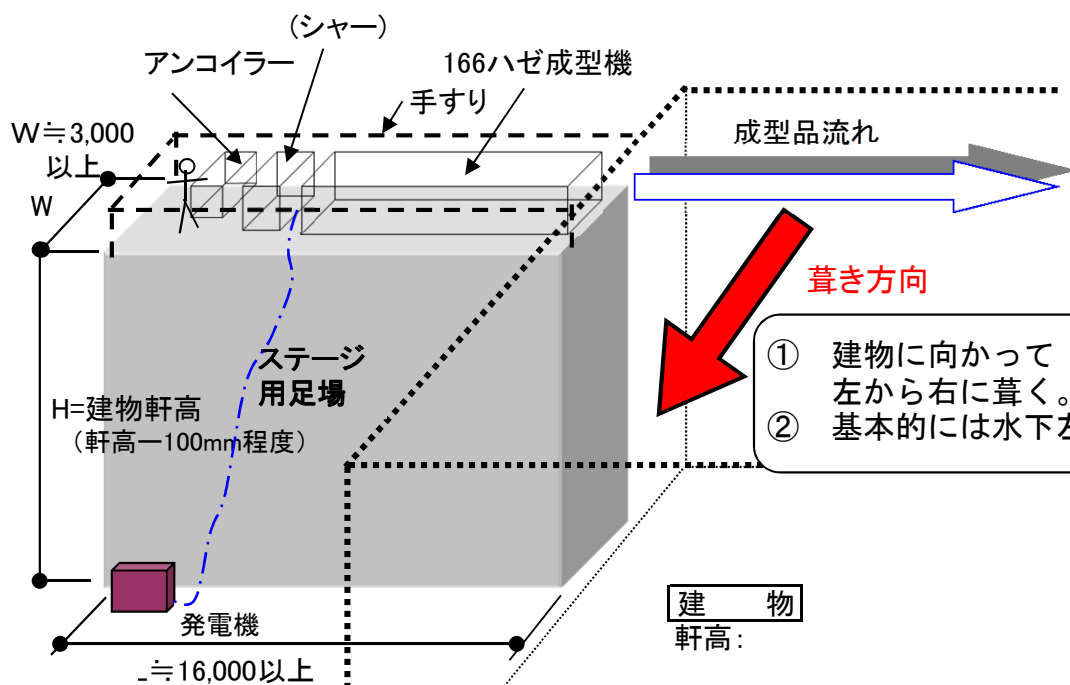 (シャー)
アンコイラー
166ハゼ成型機
手すり
W≒3,000
以上
W
成型品流れ
葺き方向
① 建物に向かって
左から右に葺く。
② 基本的には水下左
ステージ
用足場
H=建物軒高
(軒高ー100mm程度)
発電機
≒16,000以上
建 物
軒高: